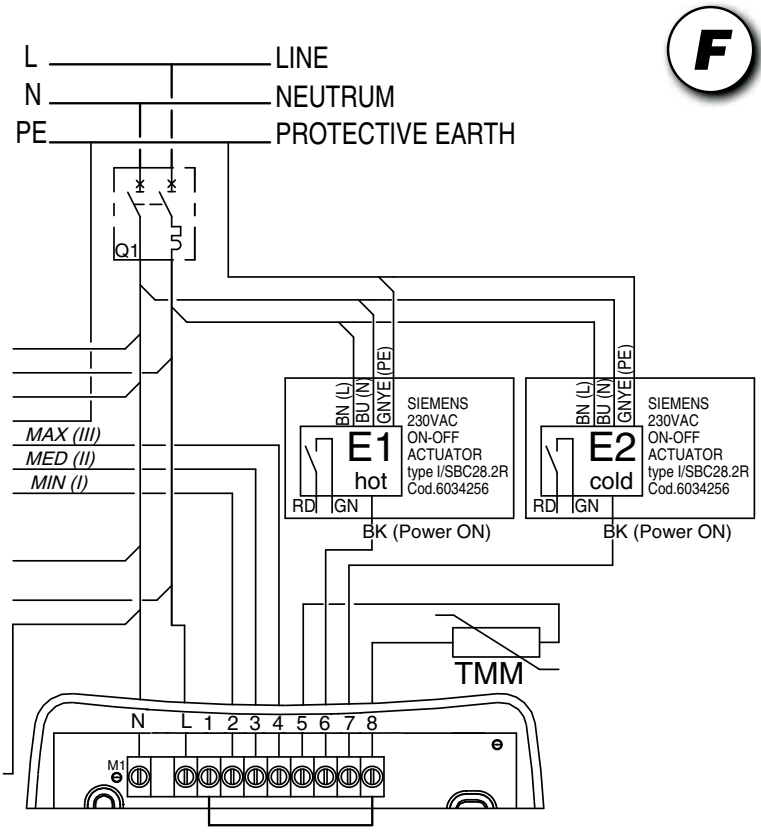 F
L LINE
N NEUTRUM
PE PROTECTIVE EARTH
Q1
BN (L)
BU (N)
GNYE (PE)
E1
hot
RD GN
SIEMENS
230VAC
ON-OFF
ACTUATOR
type I/SBC28.2R
Cod.6034256
BK (Power ON)
BN (L)
BU (N)
GNYE (PE)
E2
cold
RD GN
SIEMENS
230VAC
ON-OFF
ACTUATOR
type I/SBC28.2R
Cod.6034256
BK (Power ON)
MAX (III)
MED (II)
MIN (I)
TMM
N L 1 2 3 4 5 6 7 8
M1